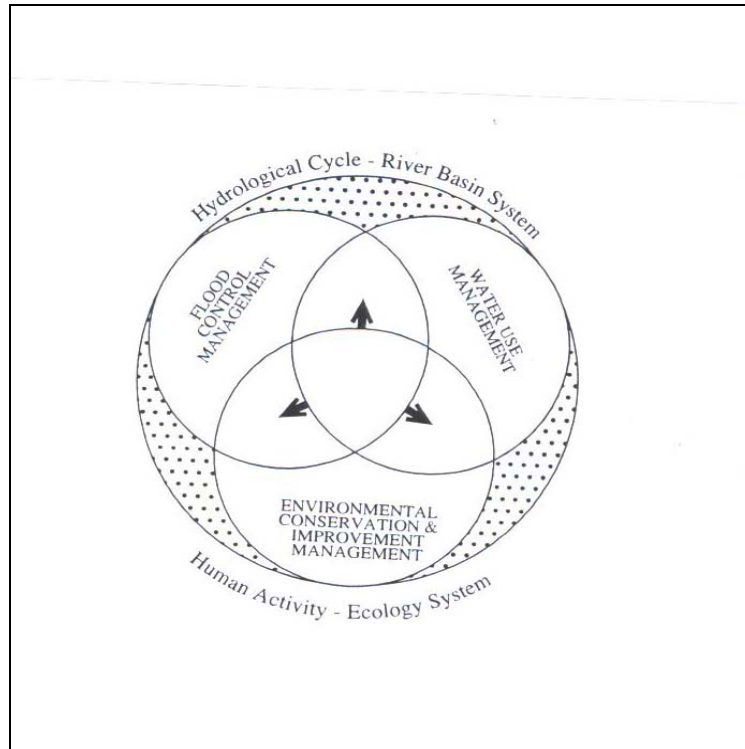 Hydrological Cycle - River Basin System
FLOOD
CONTROL
MANAGEMENT
WATER USE
MANAGEMENT
ENVIRONMENTAL
CONSERVATION &
IMPROVEMENT
MANAGEMENT
Human Activity - Ecology System